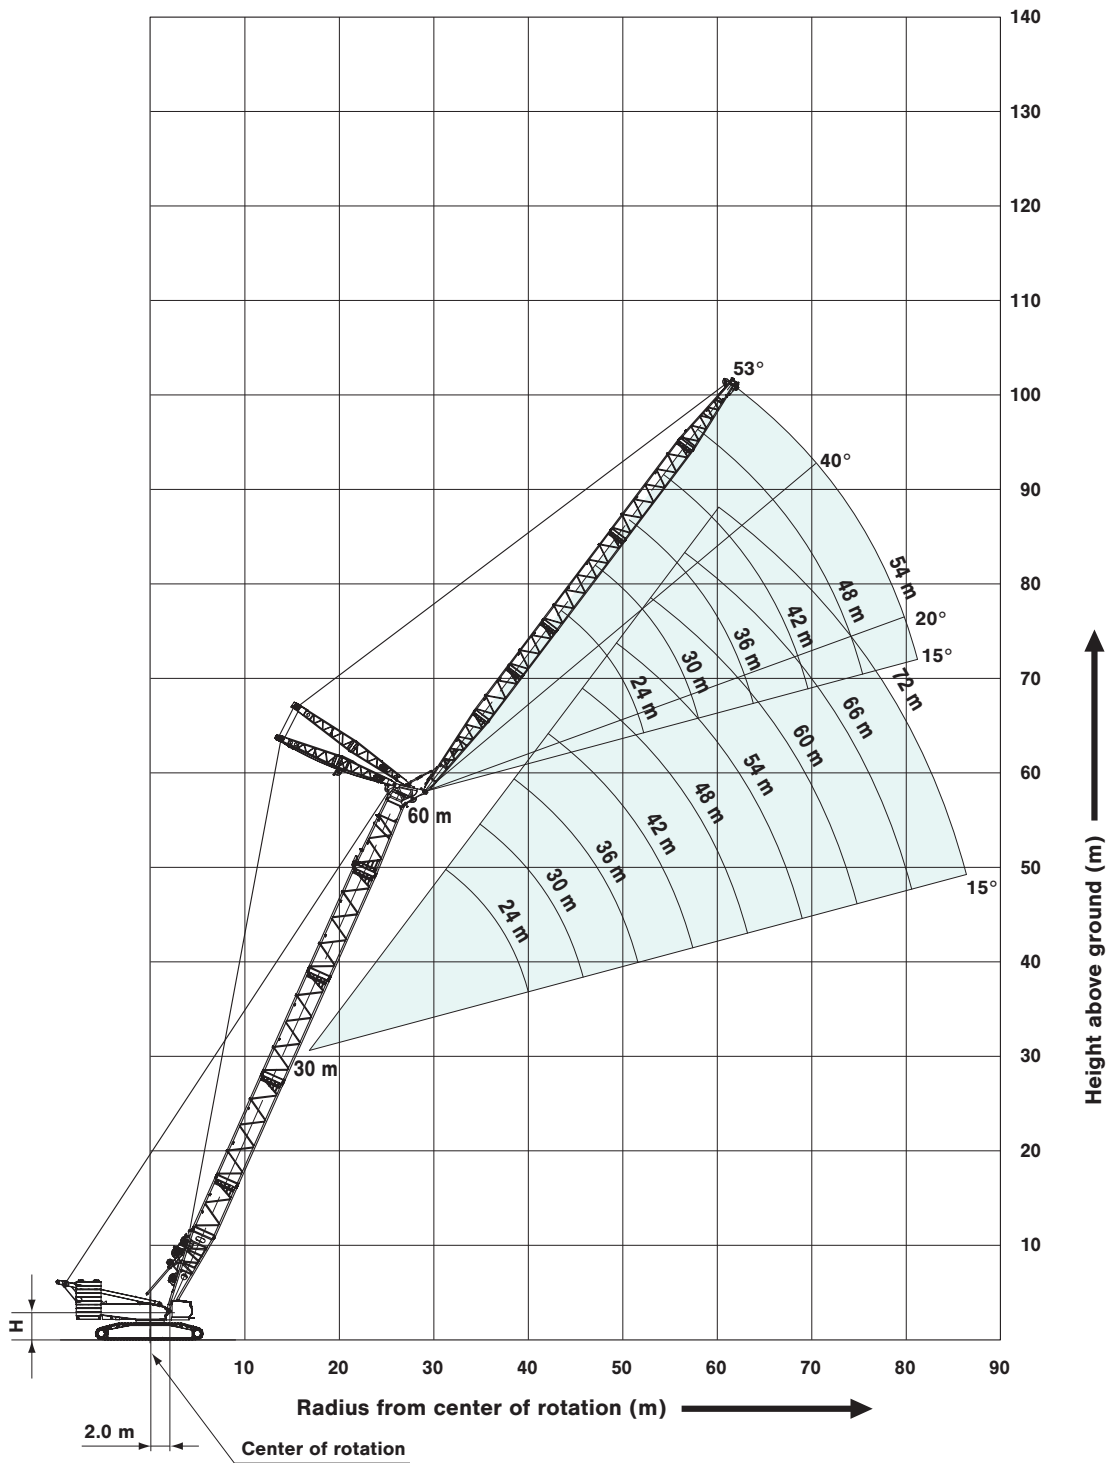 140
130
120
110
100
90
80
70
60
50
40
30
20
10
53°
40°
20°
15°
54 m
48 m
42 m
36 m
30 m
24 m
72 m
66 m
60 m
54 m
48 m
42 m
36 m
30 m
24 m
15°
60 m
30 m
H
10 20 30 40 50 60 70 80 90
Radius from center of rotation (m)
2.0 m
Center of rotation
Height above ground (m)